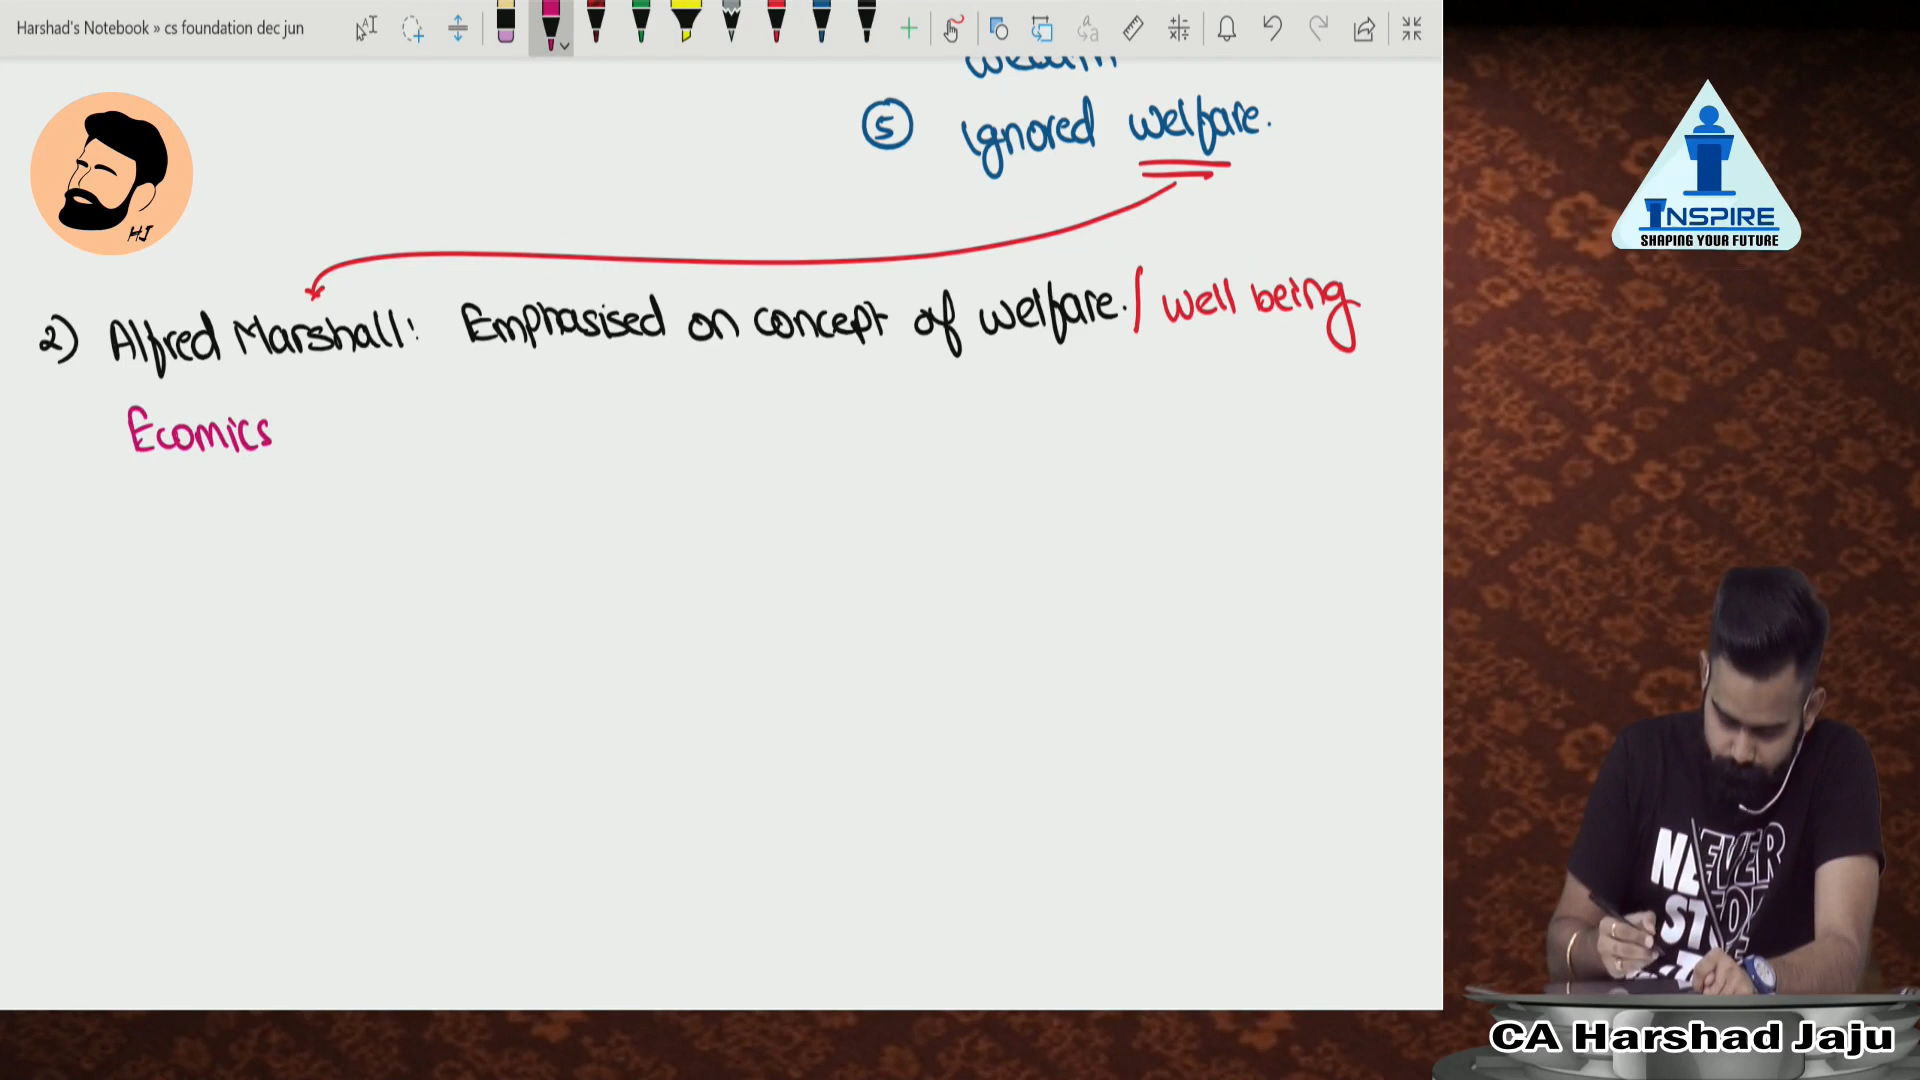 Harshad's Notebook » cs foundation dec jun
⑤ ignored welfare.
HJ
INSPIRE
SHAPING YOUR FUTURE
2) Alfred Marshall: Emphasised on concept of welfare. / well being
Ecomics
NEVER
CA Harshad Jaju